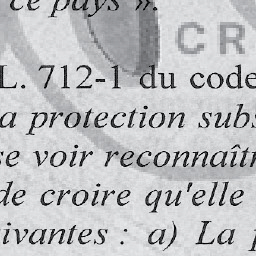 ce pays ».
CR
L. 712-1 du code
a protection subs
se voir reconnaîtr
de croire qu'elle
ivantes : a) La p